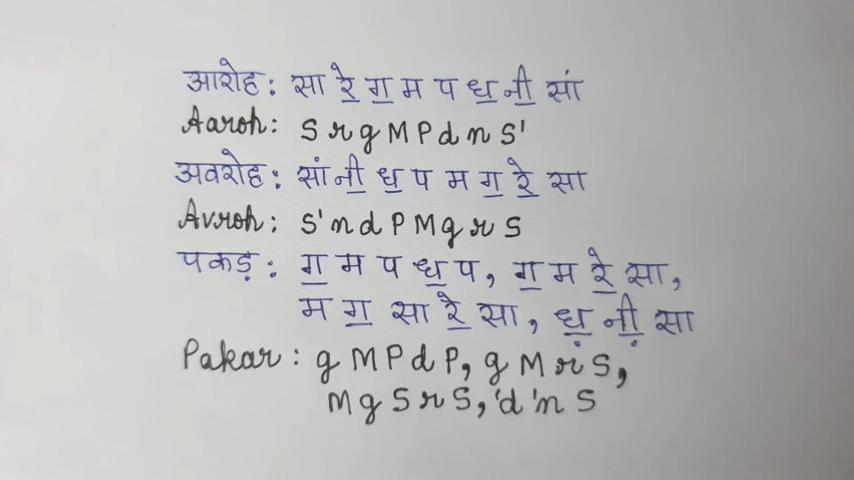 आरोह: सा रे॒ ग॒ म प ध॒ नी॒ सां
Aaroh: S r g M P d n S'
अवरोह: सां नी॒ ध॒ प म ग॒ रे॒ सा
Avroh: S' n d P M g r S
पकड़: ग॒ म प ध॒ प, ग॒ म रे॒ सा,
म ग॒ सा रे॒ सा, ध़॒ नी़॒ सा
Pakar: g M P d P, g M r S,
M g S r S, 'd 'n S